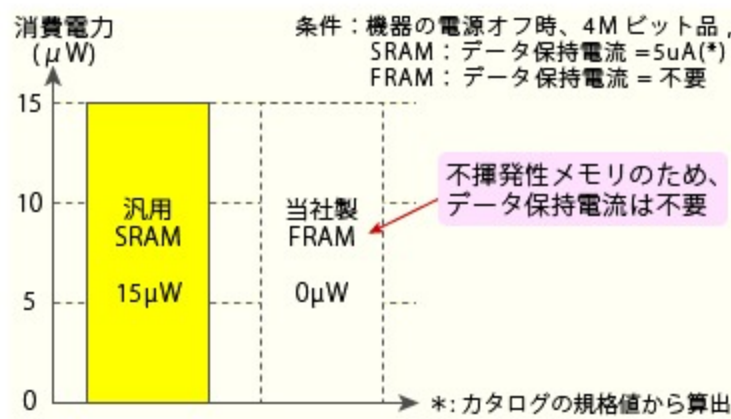 消費電力
(μW)
条件：機器の電源オフ時、4Mビット品,
SRAM：データ保持電流=5uA(*)
FRAM：データ保持電流=不要
15
10
5
0
汎用
SRAM
15μW
当社製
FRAM
0μW
不揮発性メモリのため、
データ保持電流は不要
*:カタログの規格値から算出